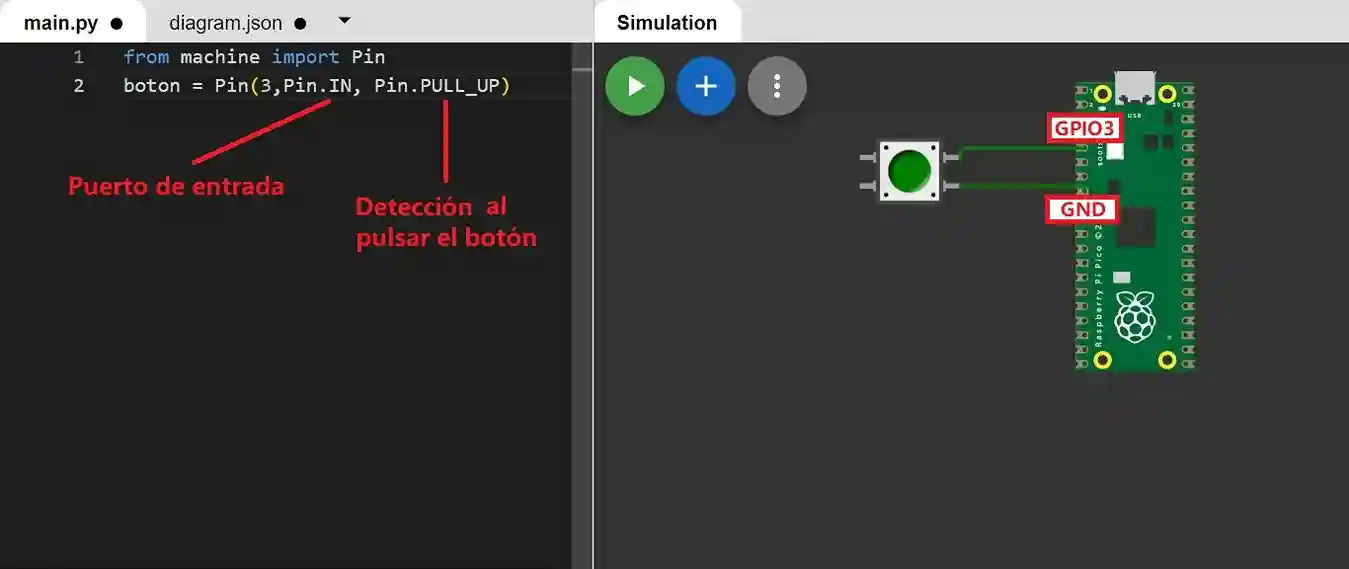 main.py ●
diagram.json ●
Simulation
1 from machine import Pin
2 boton = Pin(3,Pin.IN, Pin.PULL_UP)
Puerto de entrada
Detección al
pulsar el botón
USB
GPIO3
GND
Raspberry Pi Pico ©2